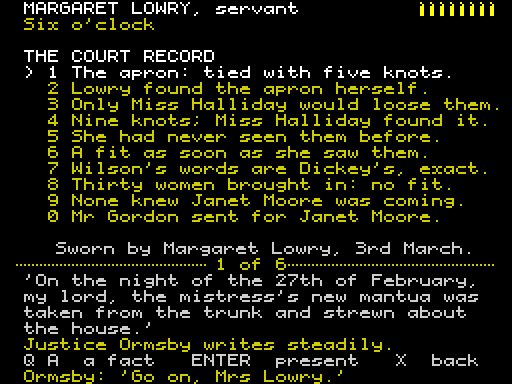 MARGARET LOWRY, servant
Six o'clock
THE COURT RECORD
> 1 The apron: tied with five knots.
2 Lowry found the apron herself.
3 Only Miss Halliday would loose them.
4 Nine knots; Miss Halliday found it.
5 She had never seen them before.
6 A fit as soon as she saw them.
7 Wilson's words are Dickey's, exact.
8 Thirty women brought in: no fit.
9 None knew Janet Moore was coming.
0 Mr Gordon sent for Janet Moore.
Sworn by Margaret Lowry, 3rd March.
1 of 6
'On the night of the 27th of February,
my lord, the mistress's new mantua was
taken from the trunk and strewn about
the house.'
Justice Ormsby writes steadily.
Q A a fact ENTER present X back
Ormsby: 'Go on, Mrs Lowry.'